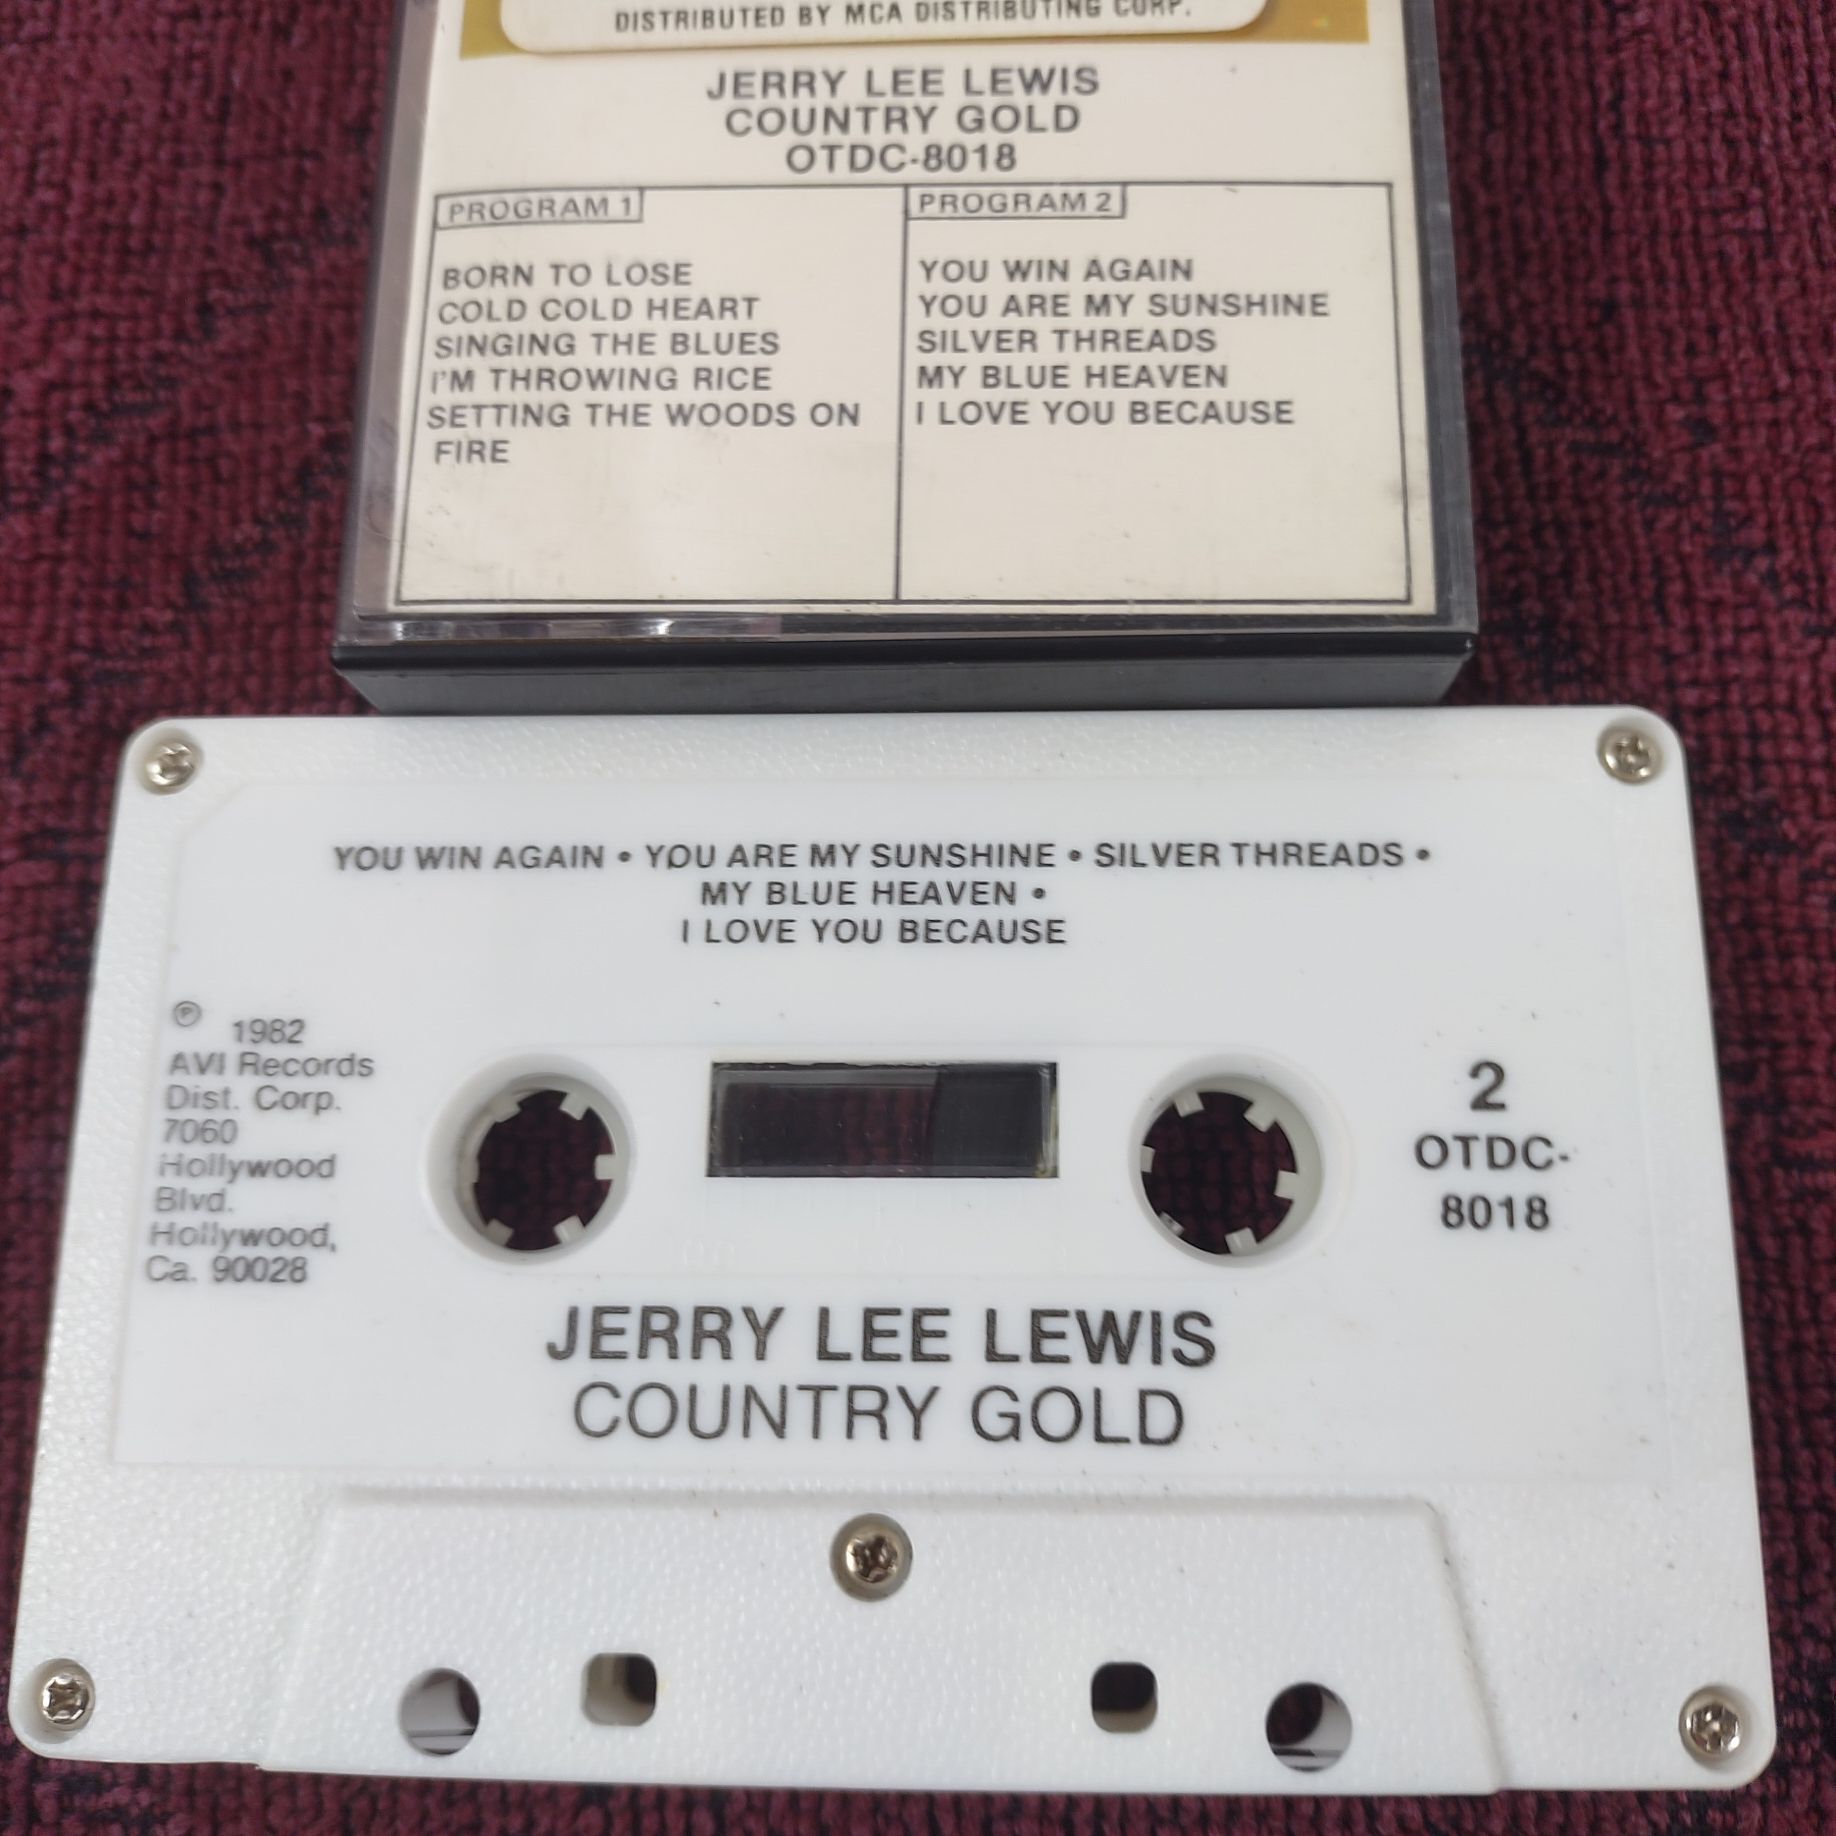 DISTRIBUTED BY MCA DISTRIBUTING CORP.
JERRY LEE LEWIS
COUNTRY GOLD
OTDC-8018
PROGRAM 1
BORN TO LOSE
COLD COLD HEART
SINGING THE BLUES
I'M THROWING RICE
SETTING THE WOODS ON
FIRE
PROGRAM 2
YOU WIN AGAIN
YOU ARE MY SUNSHINE
SILVER THREADS
MY BLUE HEAVEN
I LOVE YOU BECAUSE
YOU WIN AGAIN • YOU ARE MY SUNSHINE • SILVER THREADS •
MY BLUE HEAVEN •
I LOVE YOU BECAUSE
℗ 1982
AVI Records
Dist. Corp.
7060
Hollywood
Blvd.
Hollywood,
Ca. 90028
2
OTDC-
8018
JERRY LEE LEWIS
COUNTRY GOLD